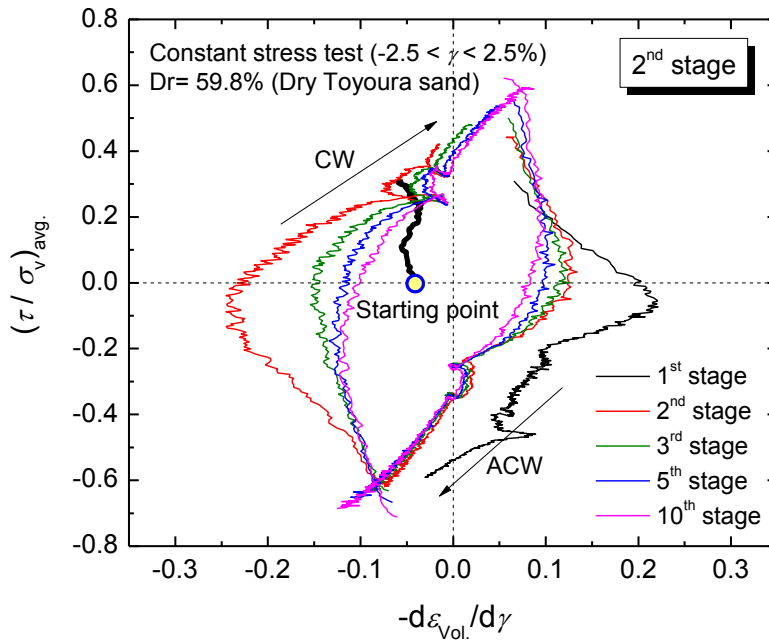 Constant stress test (-2.5 < γ < 2.5%)
Dr= 59.8% (Dry Toyoura sand)
2nd stage
CW
Starting point
ACW
1st stage
2nd stage
3rd stage
5th stage
10th stage
(τ / σv)avg.
0.8
0.6
0.4
0.2
0.0
-0.2
-0.4
-0.6
-0.8
-0.3 -0.2 -0.1 0.0 0.1 0.2 0.3
-dεVol./dγ